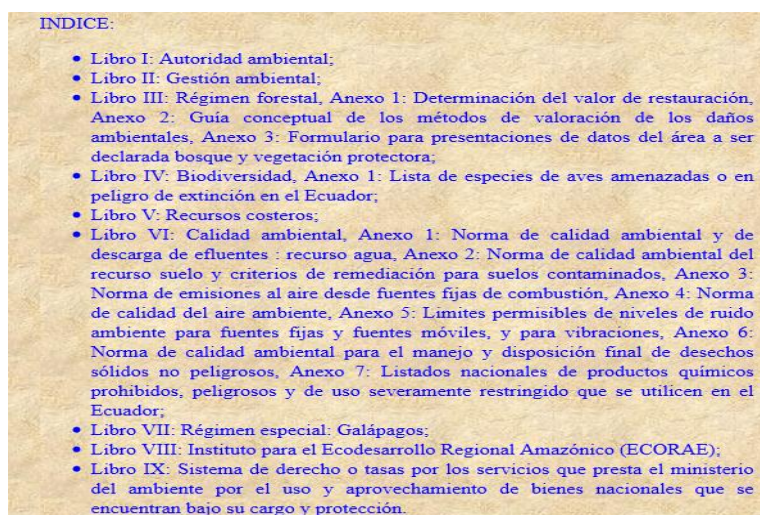 INDICE:
• Libro I: Autoridad ambiental;
• Libro II: Gestión ambiental;
• Libro III: Régimen forestal, Anexo 1: Determinación del valor de restauración,
Anexo 2: Guía conceptual de los métodos de valoración de los daños
ambientales, Anexo 3: Formulario para presentaciones de datos del área a ser
declarada bosque y vegetación protectora;
• Libro IV: Biodiversidad, Anexo 1: Lista de especies de aves amenazadas o en
peligro de extinción en el Ecuador;
• Libro V: Recursos costeros;
• Libro VI: Calidad ambiental, Anexo 1: Norma de calidad ambiental y de
descarga de efluentes : recurso agua, Anexo 2: Norma de calidad ambiental del
recurso suelo y criterios de remediación para suelos contaminados, Anexo 3:
Norma de emisiones al aire desde fuentes fijas de combustión, Anexo 4: Norma
de calidad del aire ambiente, Anexo 5: Limites permisibles de niveles de ruido
ambiente para fuentes fijas y fuentes móviles, y para vibraciones, Anexo 6:
Norma de calidad ambiental para el manejo y disposición final de desechos
sólidos no peligrosos, Anexo 7: Listados nacionales de productos químicos
prohibidos, peligrosos y de uso severamente restringido que se utilicen en el
Ecuador;
• Libro VII: Régimen especial: Galápagos;
• Libro VIII: Instituto para el Ecodesarrollo Regional Amazónico (ECORAE);
• Libro IX: Sistema de derecho o tasas por los servicios que presta el ministerio
del ambiente por el uso y aprovechamiento de bienes nacionales que se
encuentran bajo su cargo y protección.